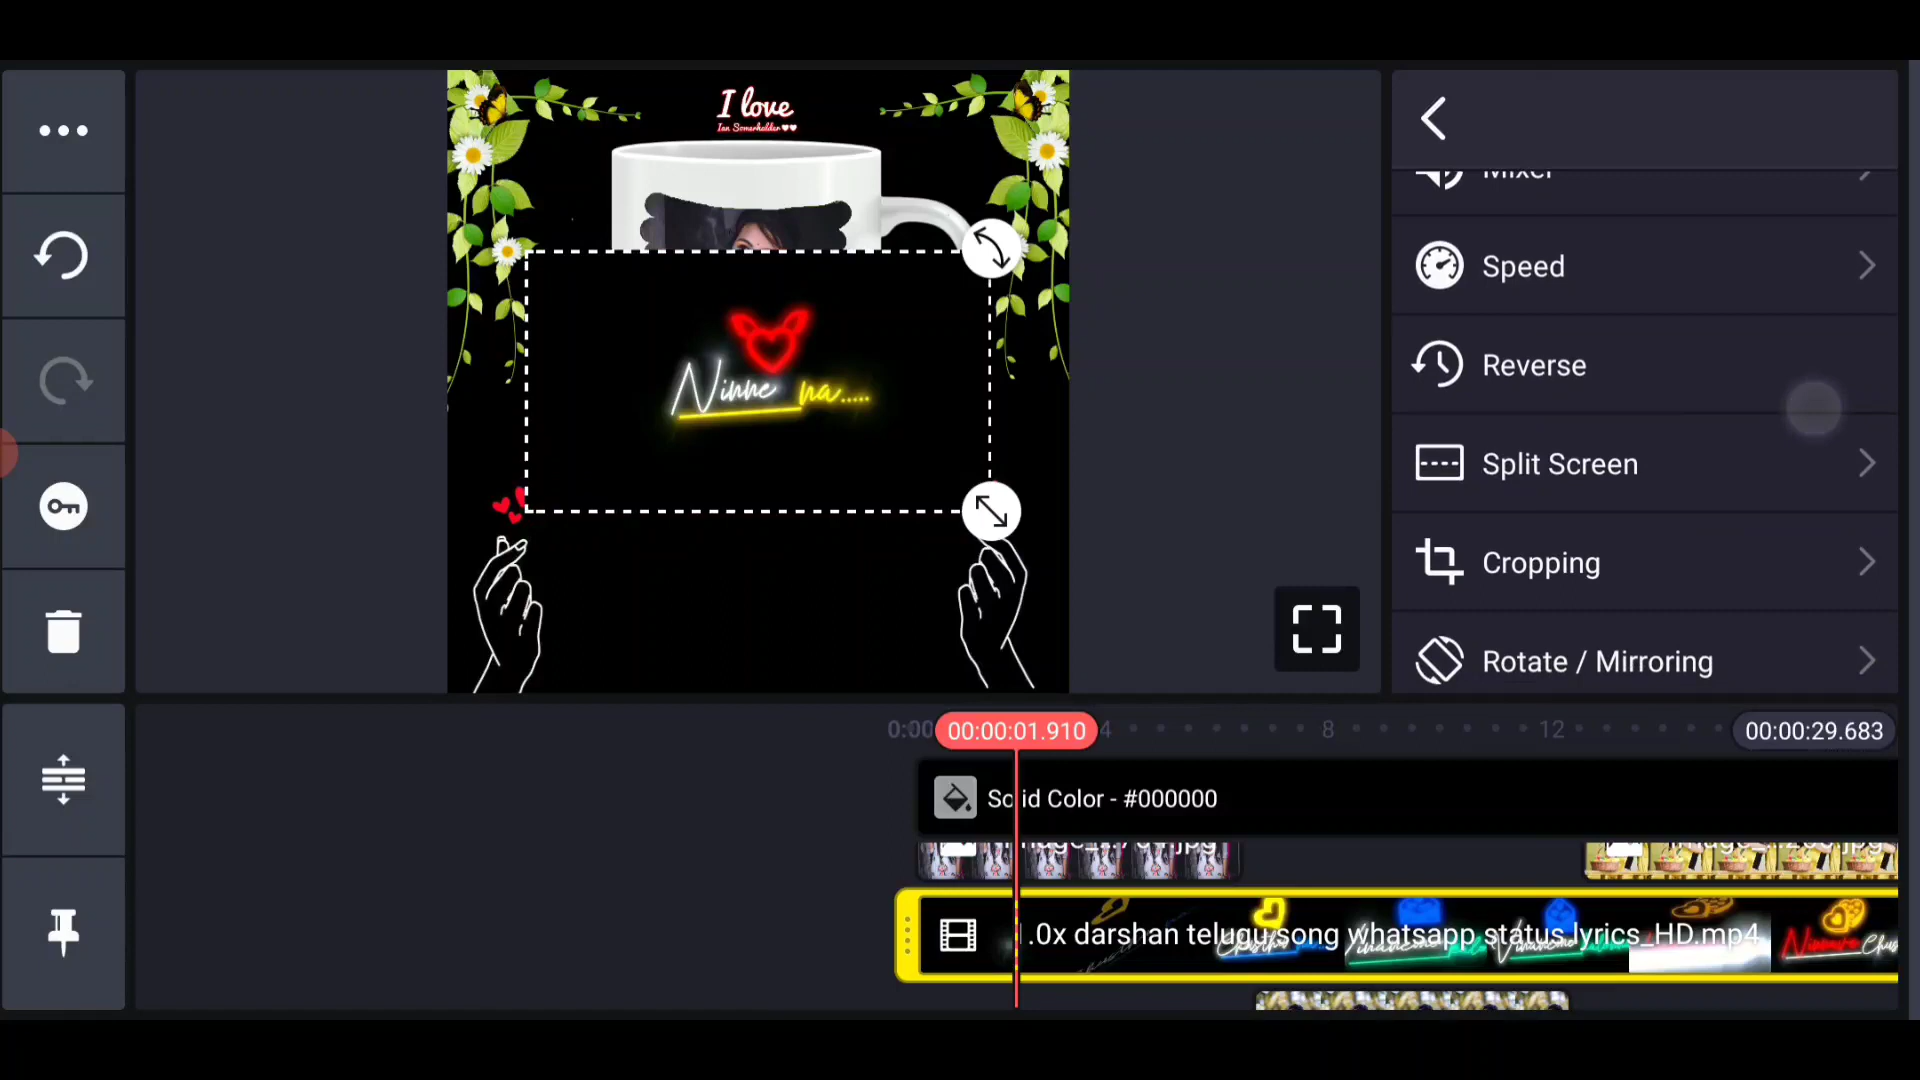 I love
Ian Somerhalder
Mixer
Speed
Reverse
Ninne na.....
Split Screen
Cropping
Rotate / Mirroring
0:00
00:00:01.910
4
8
12
00:00:29.683
Solid Color - #000000
1.0x darshan telugu song whatsapp status lyrics_HD.mp4